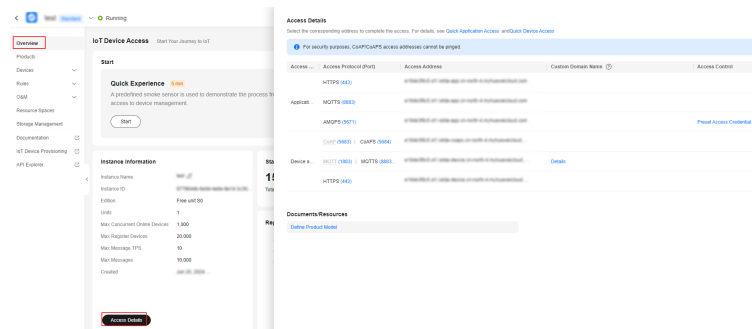 Running
Overview
Products
Devices
Rules
O&M
Resource Spaces
Storage Management
Documentation
IoT Device Provisioning
API Explorer
IoT Device Access Start Your Journey to IoT
Start
Quick Experience
A predefined smoke sensor is used to demonstrate the process
access to device management
Start
Instance Information
Instance Name
Instance ID
Edition Free unit S0
Units 1
Max Concurrent Online Devices 1,000
Max Register Devices 20,000
Max Message TPS 10
Max Messages 10,000
Created
Access Details
Access Details
Select the corresponding address to complete the access. For details, see Quick Application Access andQuick Device Access
For security purposes, CoAP/CoAPS access addresses cannot be pinged.
Access ... Access Protocol (Port) Access Address Custom Domain Name Access Control
HTTPS (443)
Applicati... MQTTS (8883)
AMQPS (5671) Preset Access Credential
CoAP (5683) | CoAPS (5684)
Device a... MQTT (1883) | MQTTS (8883... Details
HTTPS (443)
Documents/Resources
Define Product Model